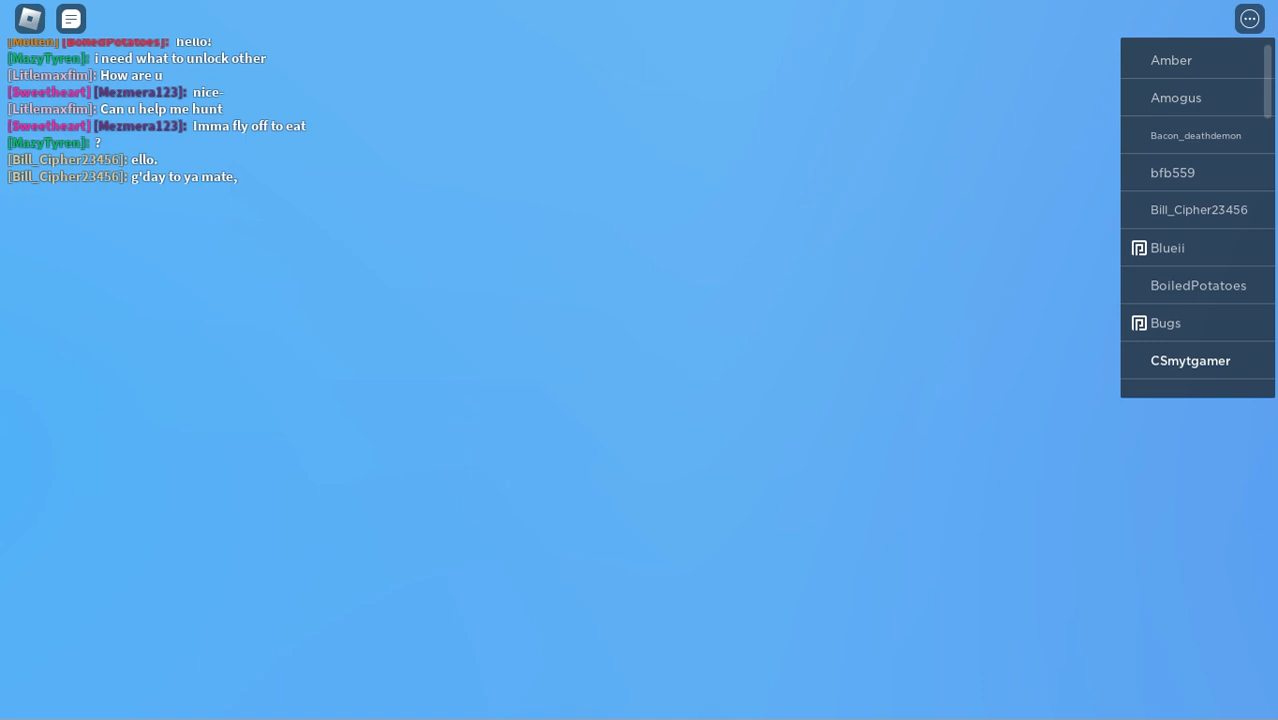 [Molten] [BoiledPotatoes]: hello!
[MazyTyren]: i need what to unlock other
[Litlemaxfim]: How are u
[Sweetheart] [Mezmera123]: nice-
[Litlemaxfim]: Can u help me hunt
[Sweetheart] [Mezmera123]: Imma fly off to eat
[MazyTyren]: ?
[Bill_Cipher23456]: ello.
[Bill_Cipher23456]: g'day to ya mate,
Amber
Amogus
Bacon_deathdemon
bfb559
Bill_Cipher23456
Blueii
BoiledPotatoes
Bugs
CSmytgamer